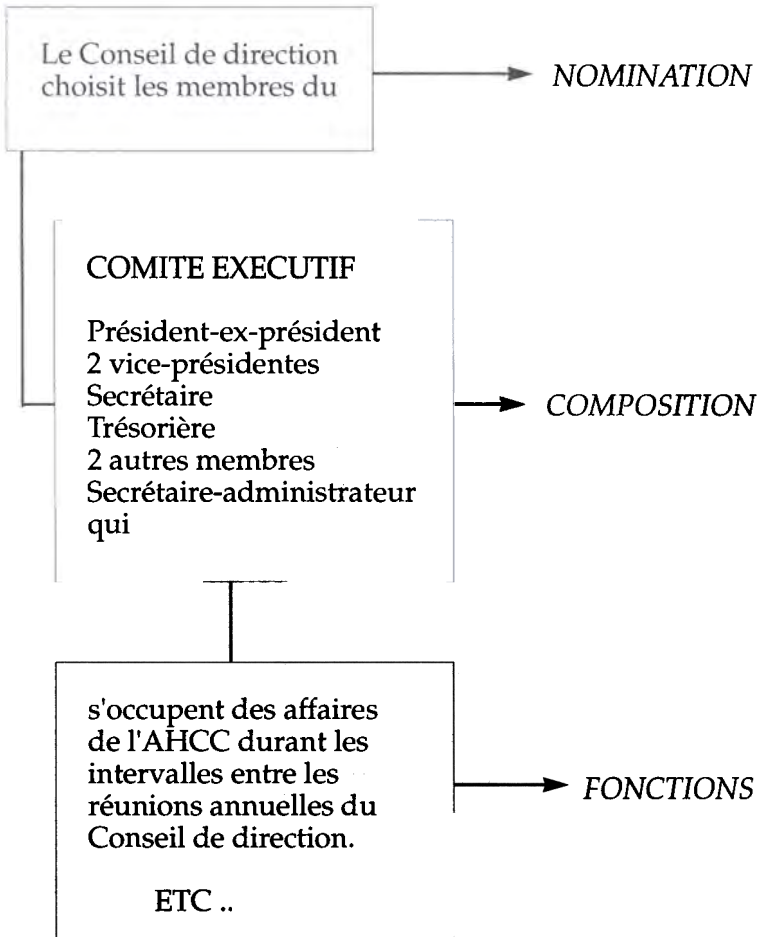 Le Conseil de direction
choisit les membres du
NOMINATION
COMITE EXECUTIF
Président-ex-président
2 vice-présidentes
Secrétaire
Trésorière
2 autres membres
Secrétaire-administrateur
qui
COMPOSITION
s'occupent des affaires
de l'AHCC durant les
intervalles entre les
réunions annuelles du
Conseil de direction.
ETC ..
FONCTIONS